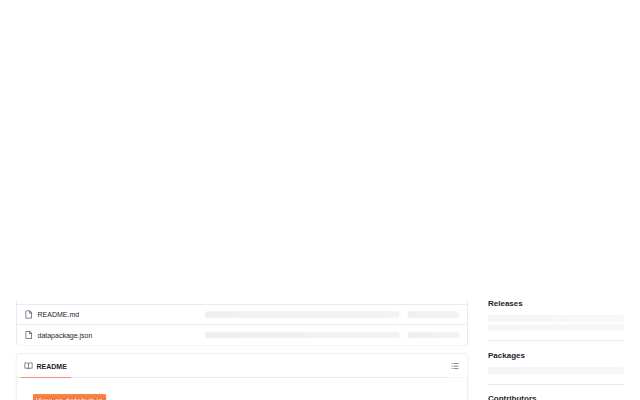 README.md
datapackage.json
README
Releases
Packages
Contributors